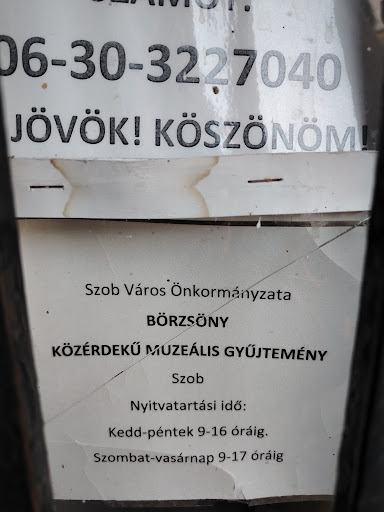 SZÁMOT:
06-30-3227040
JÖVÖK! KÖSZÖNÖM!
Szob Város Önkormányzata
BÖRZSÖNY
KÖZÉRDEKŰ MUZEÁLIS GYŰJTEMÉNY
Szob
Nyitvatartási idő:
Kedd-péntek 9-16 óráig.
Szombat-vasárnap 9-17 óráig